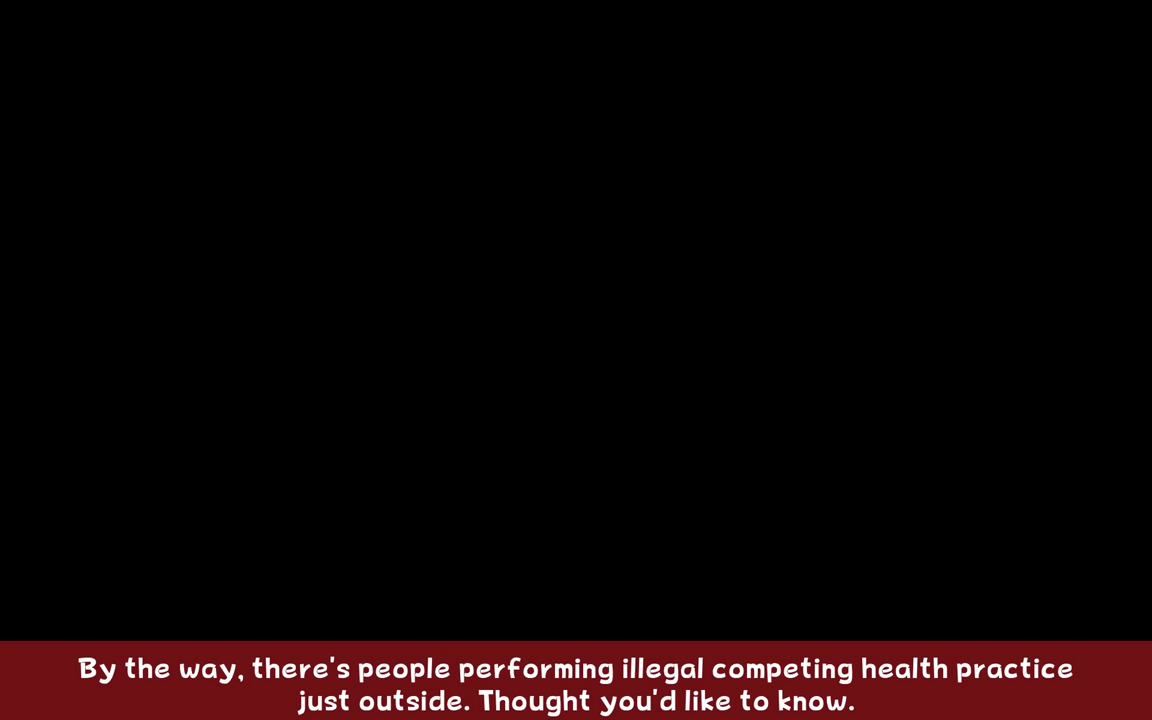 By the way, there's people performing illegal competing health practice
just outside. Thought you'd like to know.